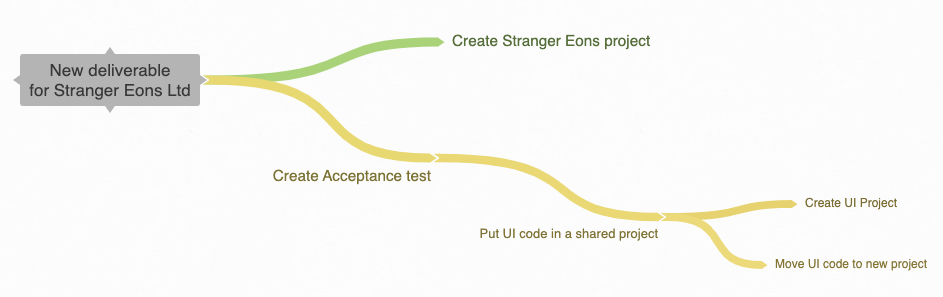 New deliverable
for Stranger Eons Ltd
Create Stranger Eons project
Create Acceptance test
Put UI code in a shared project
Create UI Project
Move UI code to new project